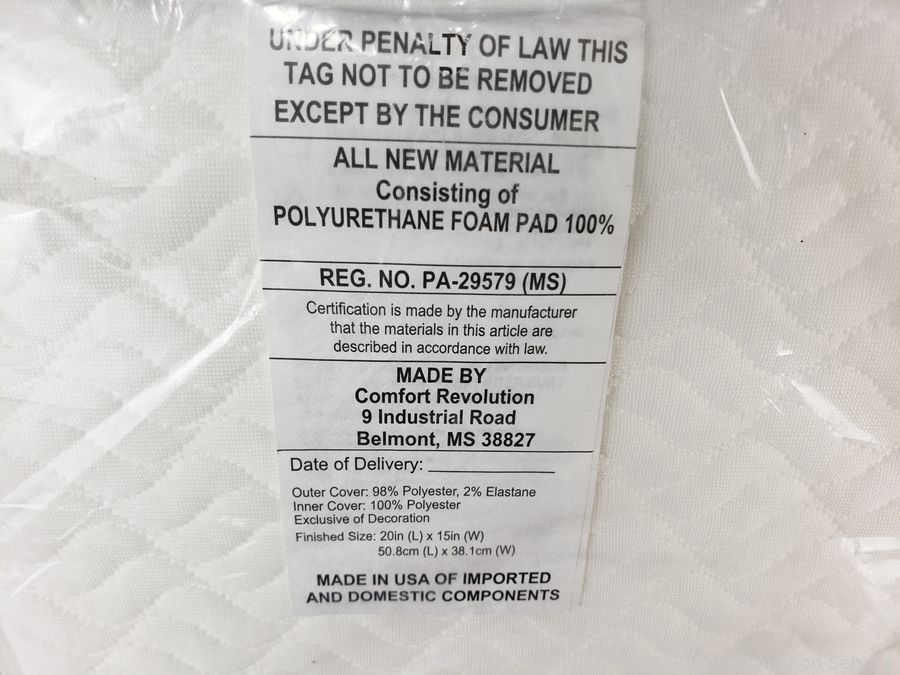 UNDER PENALTY OF LAW THIS
TAG NOT TO BE REMOVED
EXCEPT BY THE CONSUMER
ALL NEW MATERIAL
Consisting of
POLYURETHANE FOAM PAD 100%
REG. NO. PA-29579 (MS)
Certification is made by the manufacturer
that the materials in this article are
described in accordance with law.
MADE BY
Comfort Revolution
9 Industrial Road
Belmont, MS 38827
Date of Delivery:
Outer Cover: 98% Polyester, 2% Elastane
Inner Cover: 100% Polyester
Exclusive of Decoration
Finished Size: 20in (L) x 15in (W)
50.8cm (L) x 38.1cm (W)
MADE IN USA OF IMPORTED
AND DOMESTIC COMPONENTS
Service